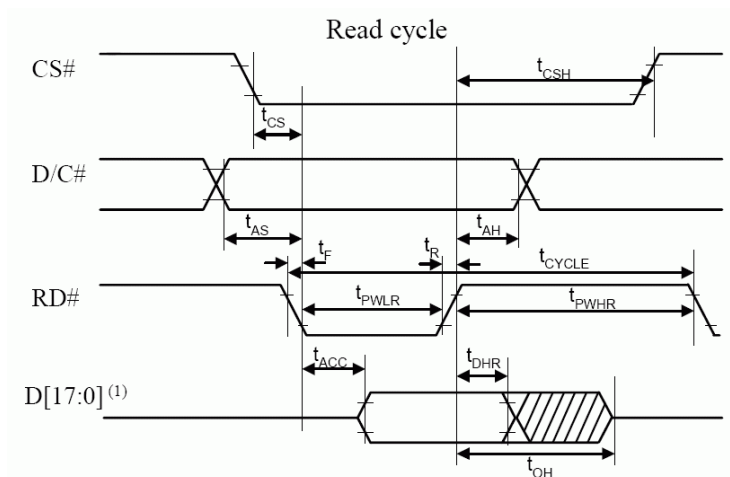 Read cycle
CS#
tCSH
tCS
D/C#
tAS
tAH
tF
tR
tCYCLE
RD#
tPWLR
tPWHR
tACC
tDHR
D[17:0] (1)
tOH